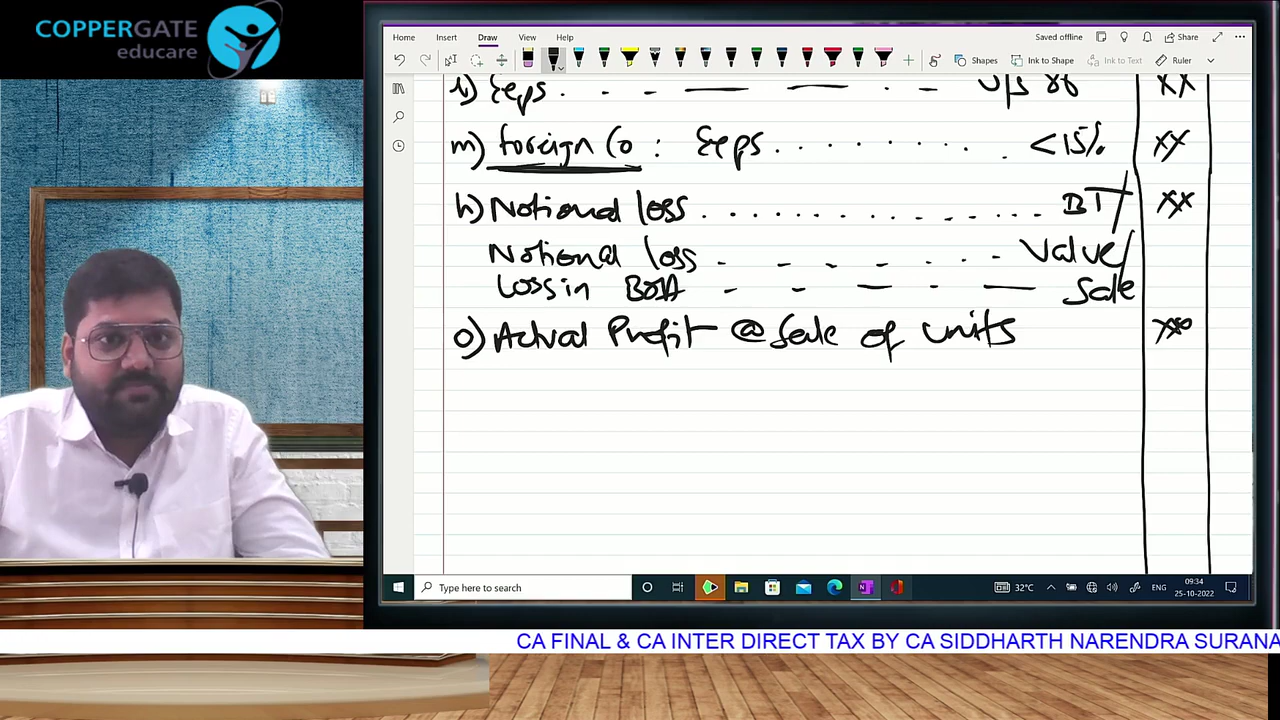 COPPERGATE
educare
Home Insert Draw View Help
Saved offline Share
Shapes Ink to Shape Ink to Text Ruler
l) Exps. . . - — — . - U/s 86 XX
m) foreign Co : Exps. . . . . . . . . . <15% XX
n) Notional loss . . . . . . . . . . . . . . . BT/ XX
Notional loss - - - - - . - Value/
Loss in BOA - - — - — Sale
o) Actual Profit @ Sale of units XX
Type here to search
32°C
ENG
09:34
25-10-2022
CA FINAL & CA INTER DIRECT TAX BY CA SIDDHARTH NARENDRA SURANA